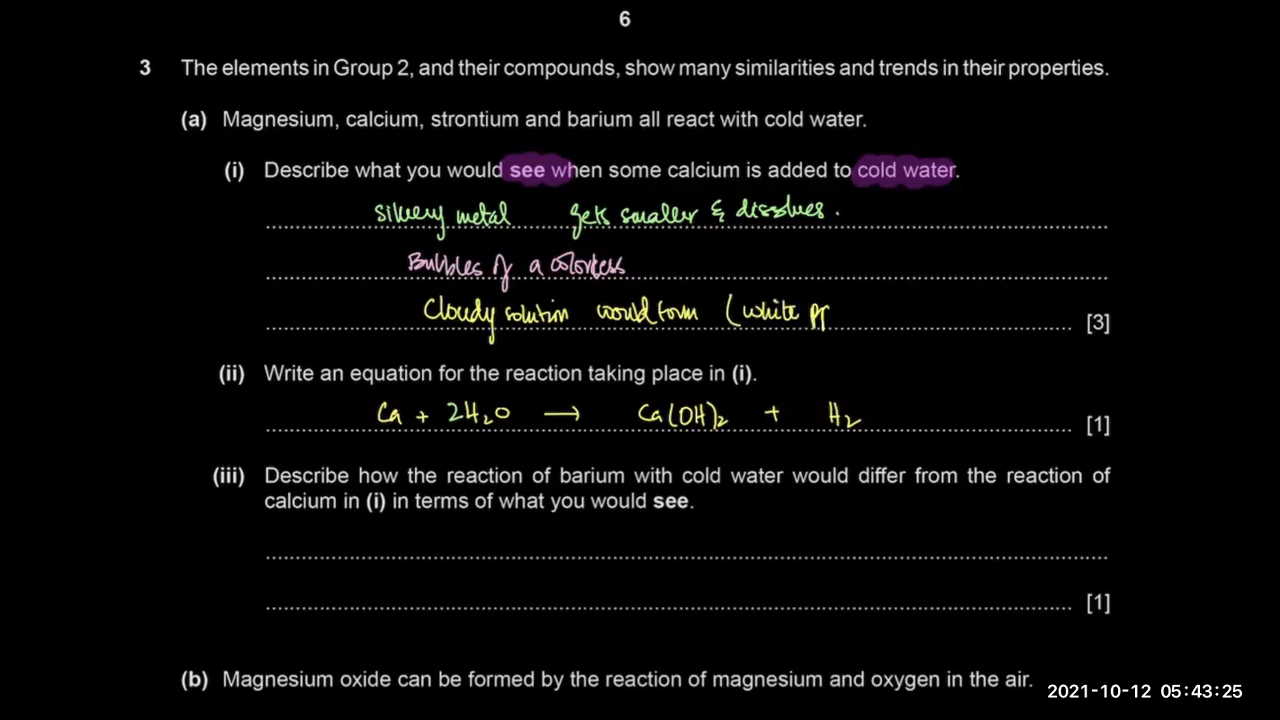 6
3 The elements in Group 2, and their compounds, show many similarities and trends in their properties.
(a) Magnesium, calcium, strontium and barium all react with cold water.
(i) Describe what you would see when some calcium is added to cold water.
silvery metal gets smaller & dissolves.
Bubbles of a colorless
Cloudy solution would form (white p
[3]
(ii) Write an equation for the reaction taking place in (i).
Ca + 2H₂O → Ca(OH)₂ + H₂
[1]
(iii) Describe how the reaction of barium with cold water would differ from the reaction of
calcium in (i) in terms of what you would see.
[1]
(b) Magnesium oxide can be formed by the reaction of magnesium and oxygen in the air.
2021-10-12 05:43:25